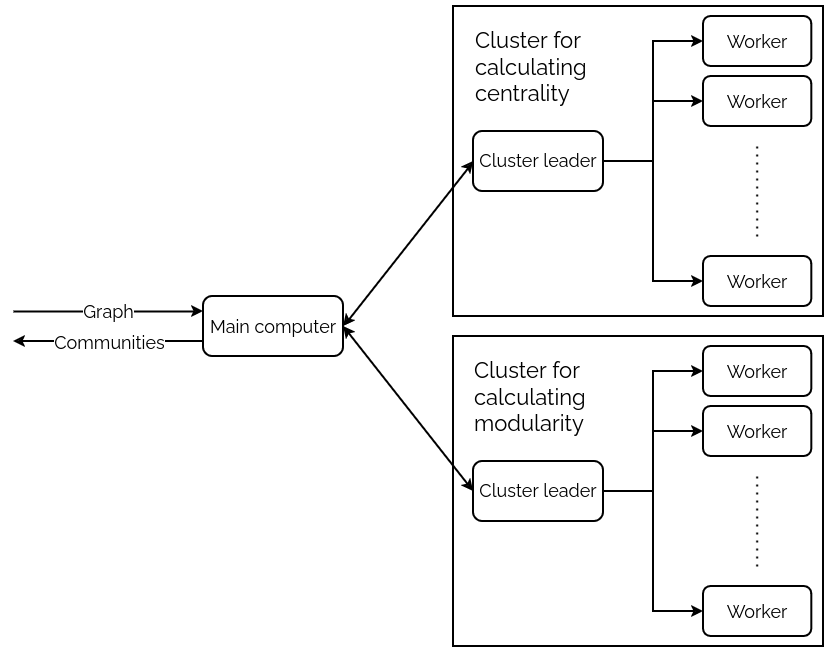 Graph
Communities
Main computer
Cluster for
calculating
centrality
Cluster leader
Worker
Worker
Worker
Cluster for
calculating
modularity
Cluster leader
Worker
Worker
Worker